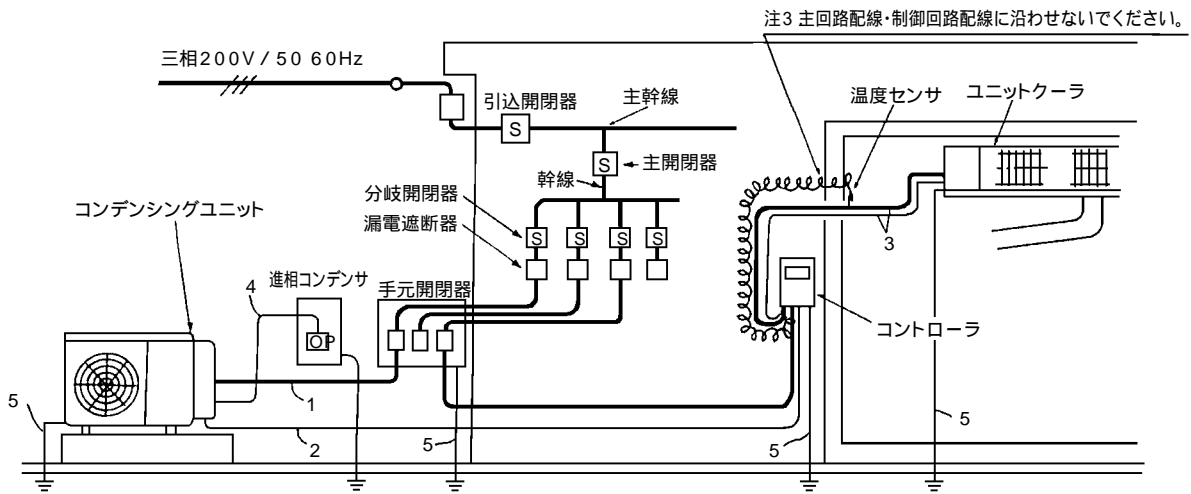 注3 主回路配線・制御回路配線に沿わせないでください。
三相200V/50 60Hz
引込開閉器
主幹線
温度センサ
ユニットクーラ
S
S
主開閉器
幹線
分岐開閉器
コンデンシングユニット
漏電遮断器
S
S
S
S
3
進相コンデンサ
手元開閉器
4
コントローラ
OP
1
5
2
5
5
5